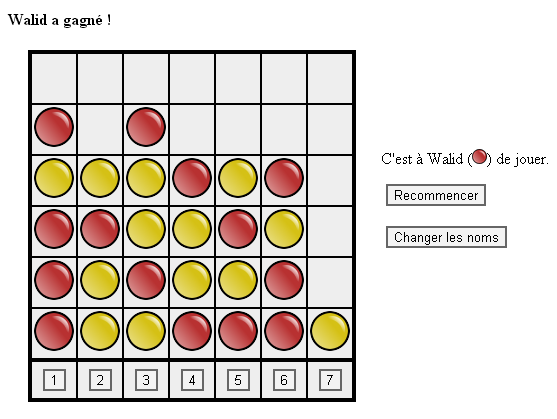 Walid a gagné !
C'est à Walid () de jouer.
Recommencer
Changer les noms
1 2 3 4 5 6 7